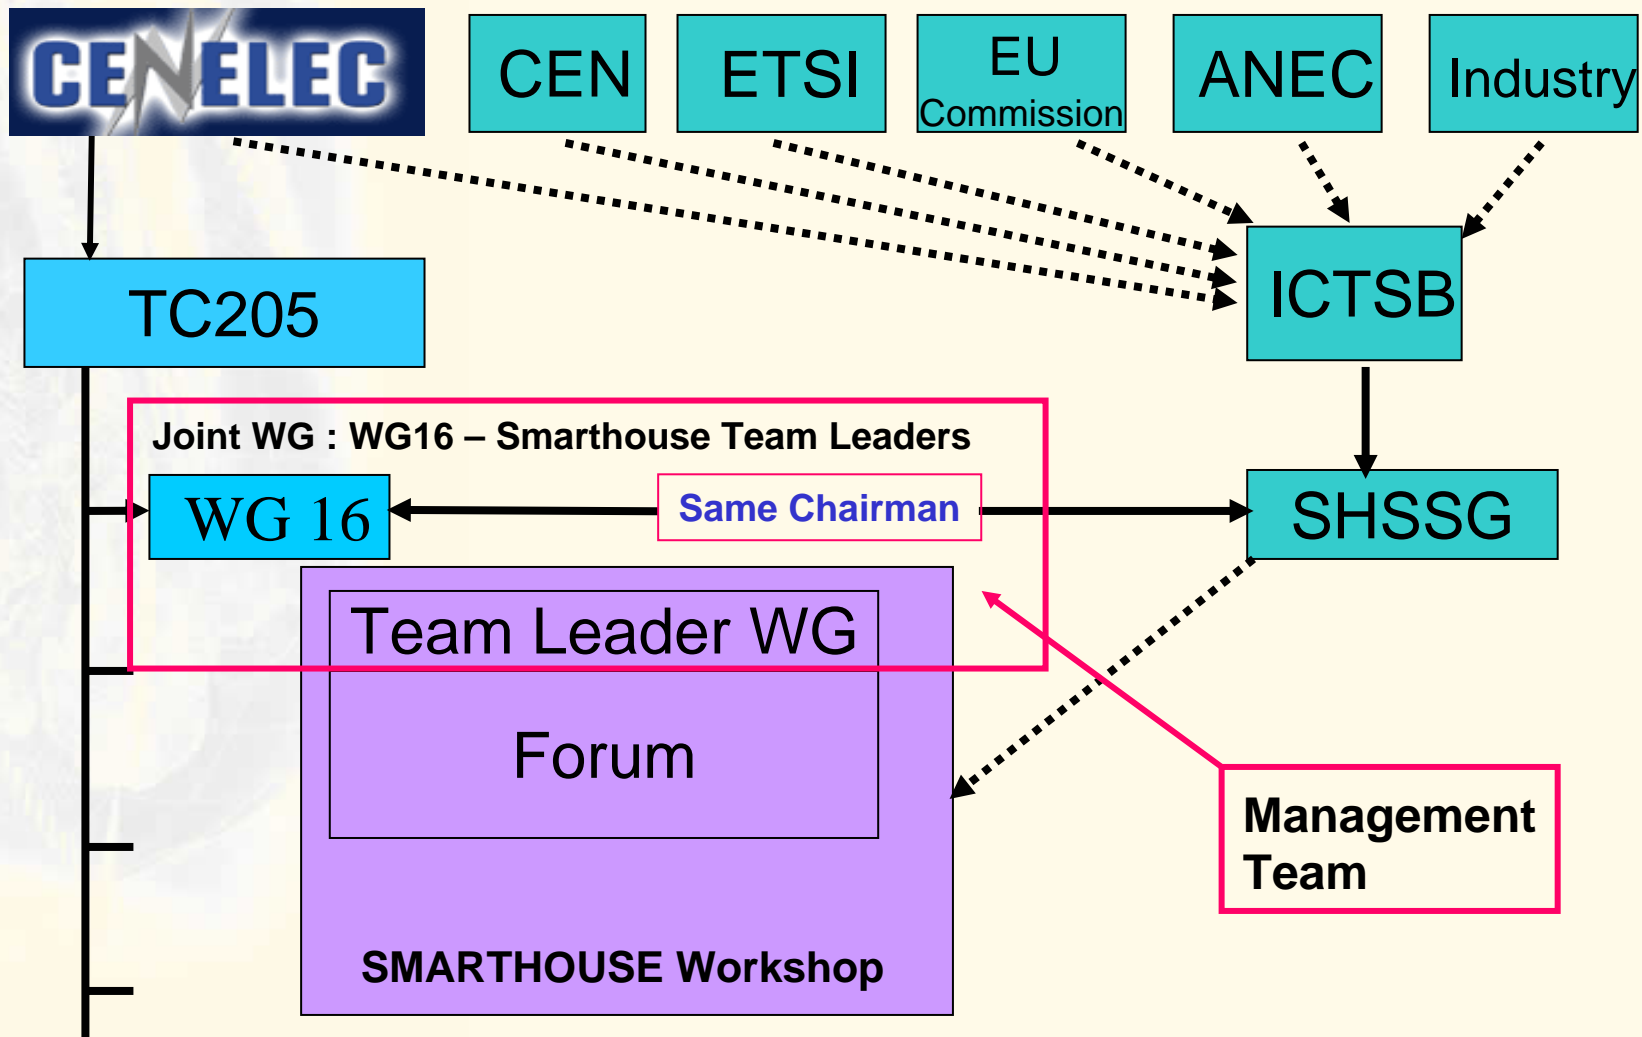 CENELEC
CEN
ETSI
EU
Commission
ANEC
Industry
TC205
ICTSB
Joint WG : WG16 – Smarthouse Team Leaders
WG 16
Same Chairman
SHSSG
Team Leader WG
Forum
Management
Team
SMARTHOUSE Workshop